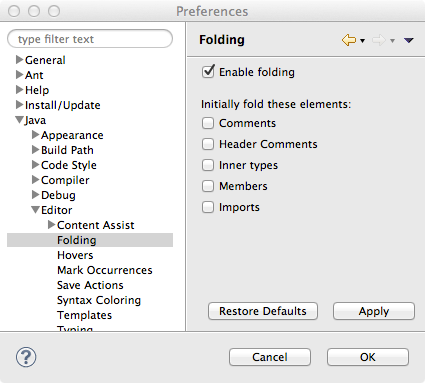 Preferences
type filter text
General
Ant
Help
Install/Update
Java
Appearance
Build Path
Code Style
Compiler
Debug
Editor
Content Assist
Folding
Hovers
Mark Occurrences
Save Actions
Syntax Coloring
Templates
Typing
Folding
Enable folding
Initially fold these elements:
Comments
Header Comments
Inner types
Members
Imports
Restore Defaults
Apply
?
Cancel
OK